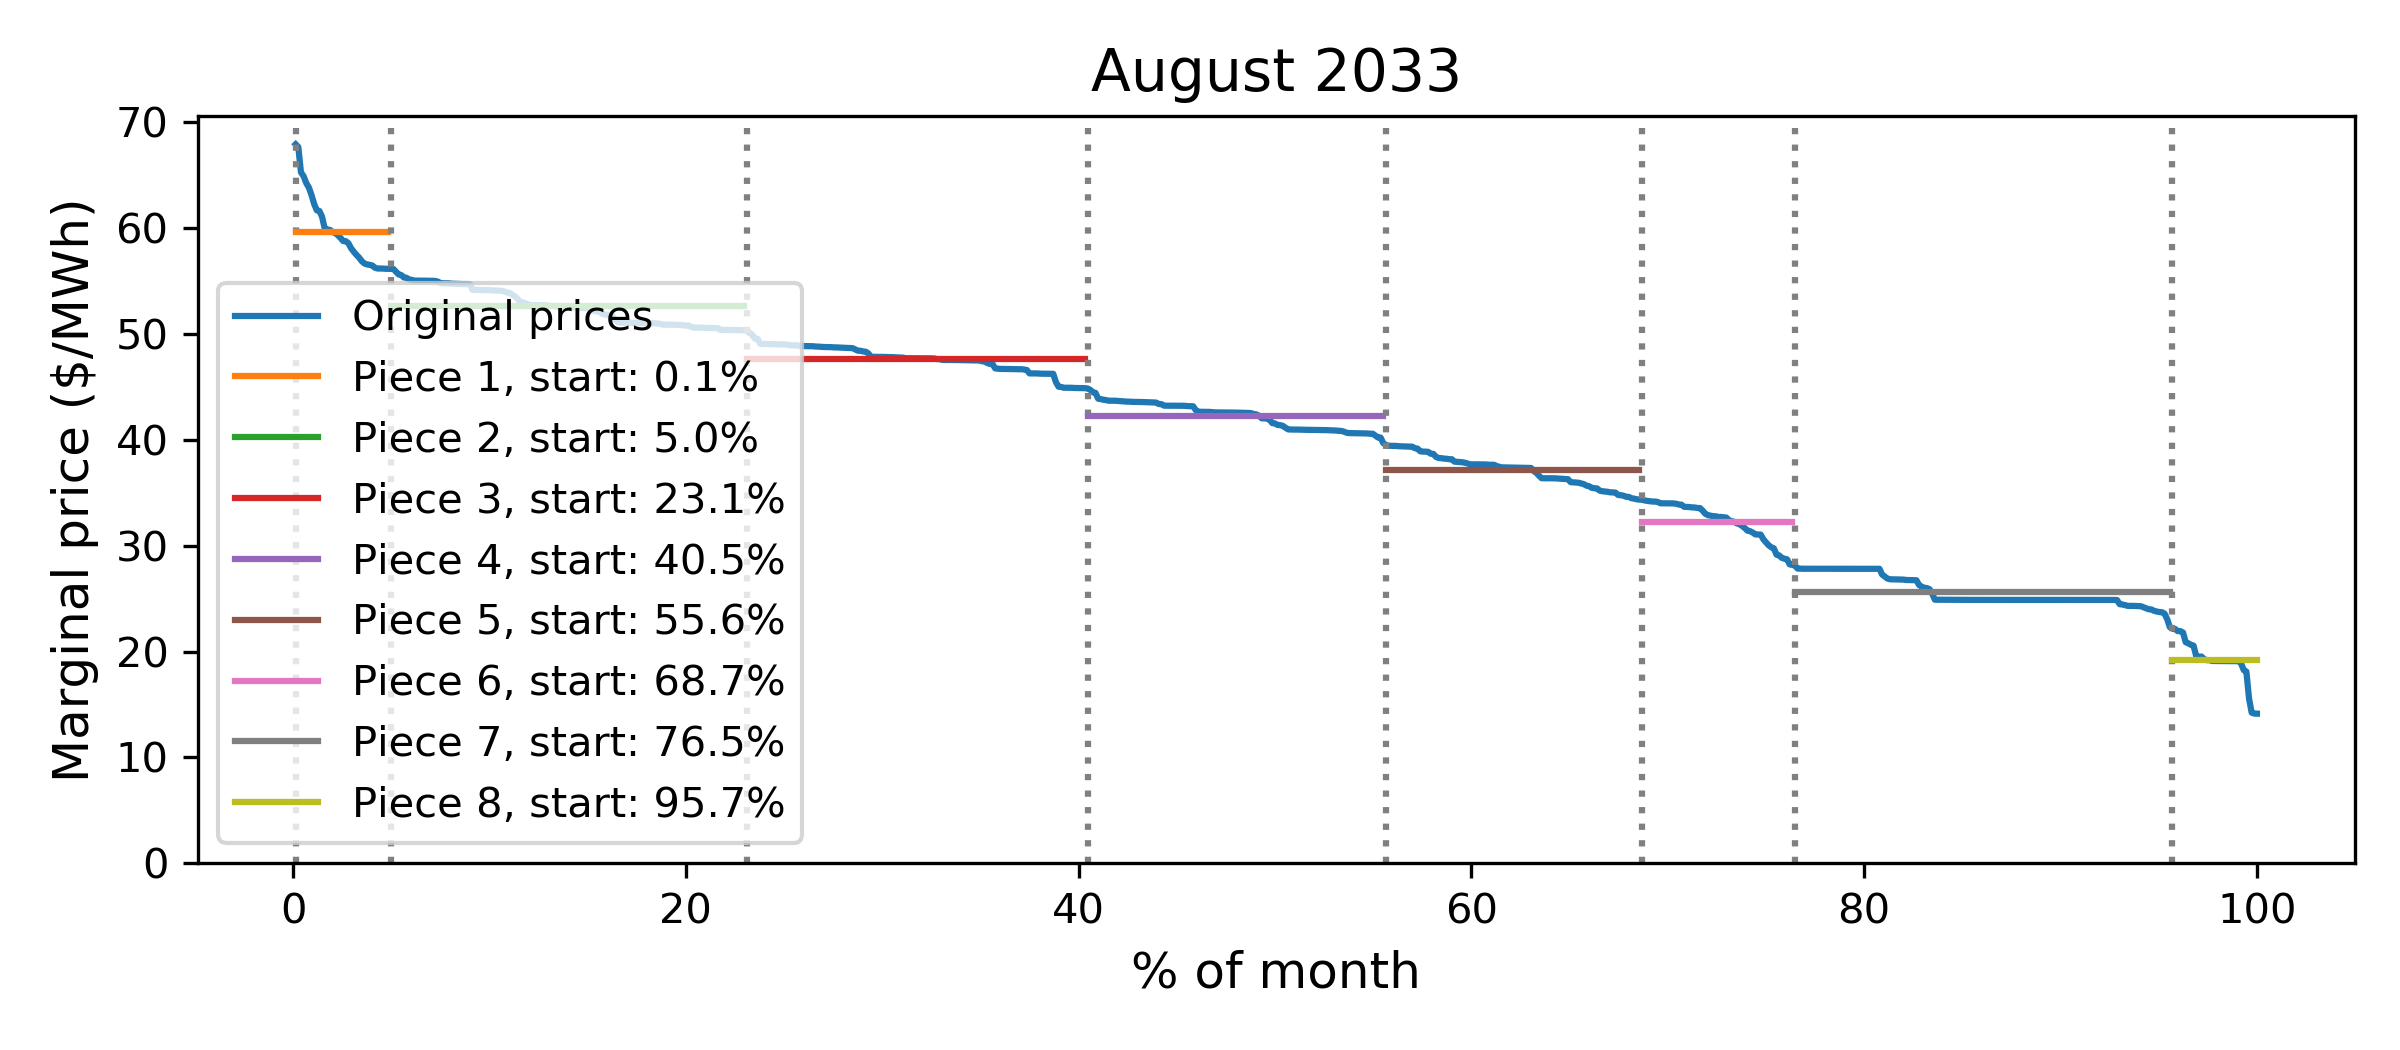 August 2033
Marginal price ($/MWh)
70
60
50
40
30
20
10
0
Original prices
Piece 1, start: 0.1%
Piece 2, start: 5.0%
Piece 3, start: 23.1%
Piece 4, start: 40.5%
Piece 5, start: 55.6%
Piece 6, start: 68.7%
Piece 7, start: 76.5%
Piece 8, start: 95.7%
0 20 40 60 80 100
% of month